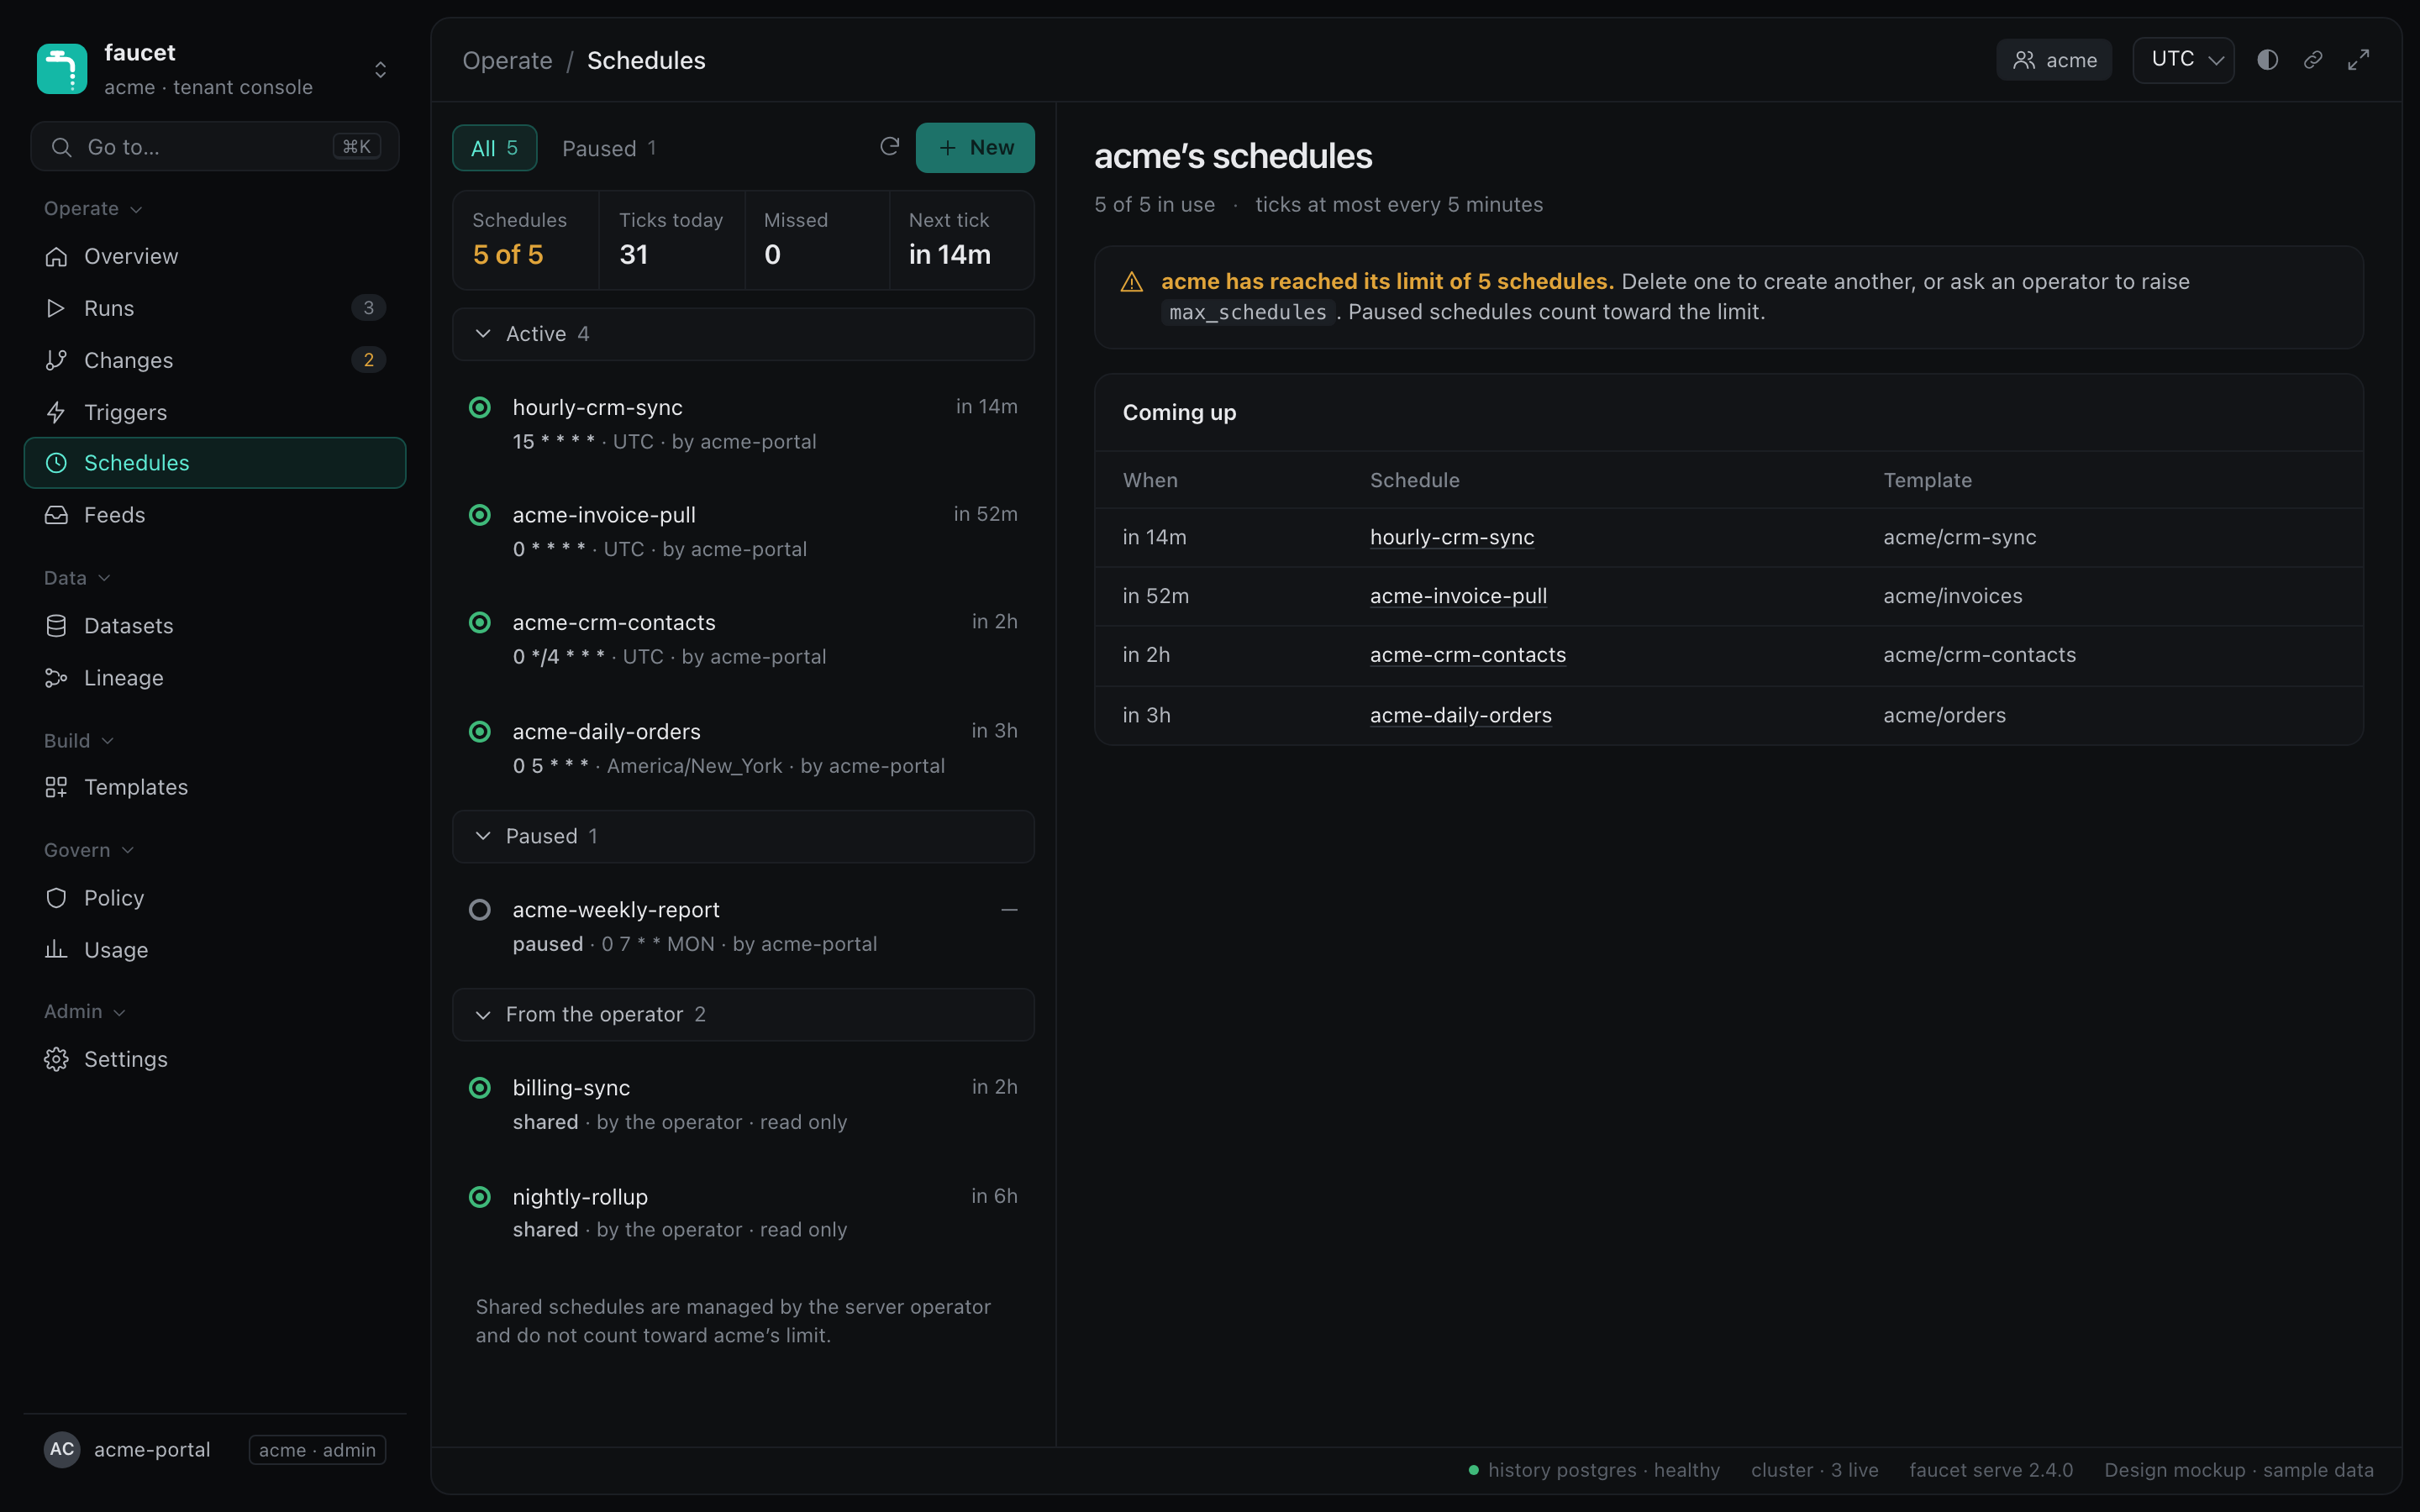 faucet
acme · tenant console
Go to... ⌘K
Operate
Overview
Runs 3
Changes 2
Triggers
Schedules
Feeds
Data
Datasets
Lineage
Build
Templates
Govern
Policy
Usage
Admin
Settings
AC acme-portal acme · admin
Operate / Schedules
acme UTC
All 5 Paused 1 + New
Schedules Ticks today Missed Next tick
5 of 5 31 0 in 14m
Active 4
hourly-crm-sync in 14m
15 * * * * · UTC · by acme-portal
acme-invoice-pull in 52m
0 * * * * · UTC · by acme-portal
acme-crm-contacts in 2h
0 */4 * * * · UTC · by acme-portal
acme-daily-orders in 3h
0 5 * * * · America/New_York · by acme-portal
Paused 1
acme-weekly-report —
paused · 0 7 * * MON · by acme-portal
From the operator 2
billing-sync in 2h
shared · by the operator · read only
nightly-rollup in 6h
shared · by the operator · read only
Shared schedules are managed by the server operator
and do not count toward acme’s limit.
acme’s schedules
5 of 5 in use · ticks at most every 5 minutes
acme has reached its limit of 5 schedules. Delete one to create another, or ask an operator to raise
max_schedules. Paused schedules count toward the limit.
Coming up
When Schedule Template
in 14m hourly-crm-sync acme/crm-sync
in 52m acme-invoice-pull acme/invoices
in 2h acme-crm-contacts acme/crm-contacts
in 3h acme-daily-orders acme/orders
history postgres · healthy cluster · 3 live faucet serve 2.4.0 Design mockup · sample data